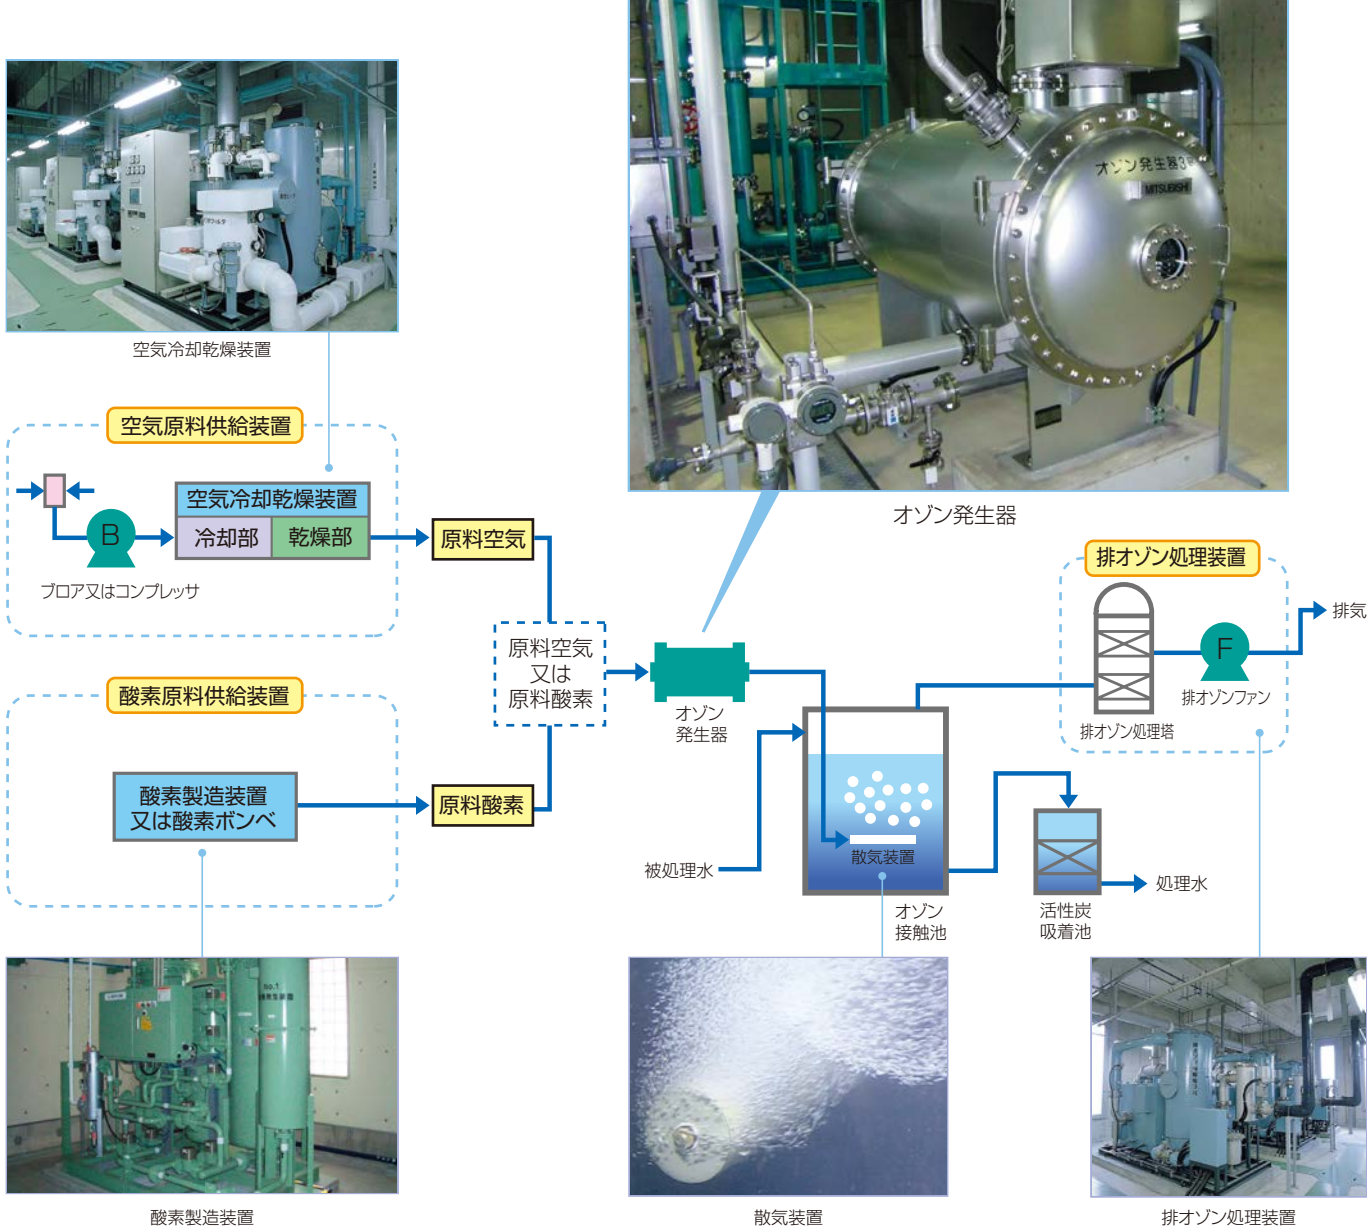 オゾン発生器3
MITSUBISHI
空気冷却乾燥装置
オゾン発生器
空気原料供給装置
空気冷却乾燥装置
冷却部
乾燥部
B
ブロア又はコンプレッサ
原料空気
酸素原料供給装置
酸素製造装置
又は酸素ボンベ
原料酸素
原料空気
又は
原料酸素
オゾン
発生器
排オゾン処理装置
F
排気
排オゾンファン
排オゾン処理塔
被処理水
散気装置
オゾン
接触池
活性炭
吸着池
処理水
no.1
酸素製造装置
散気装置
排オゾン処理装置